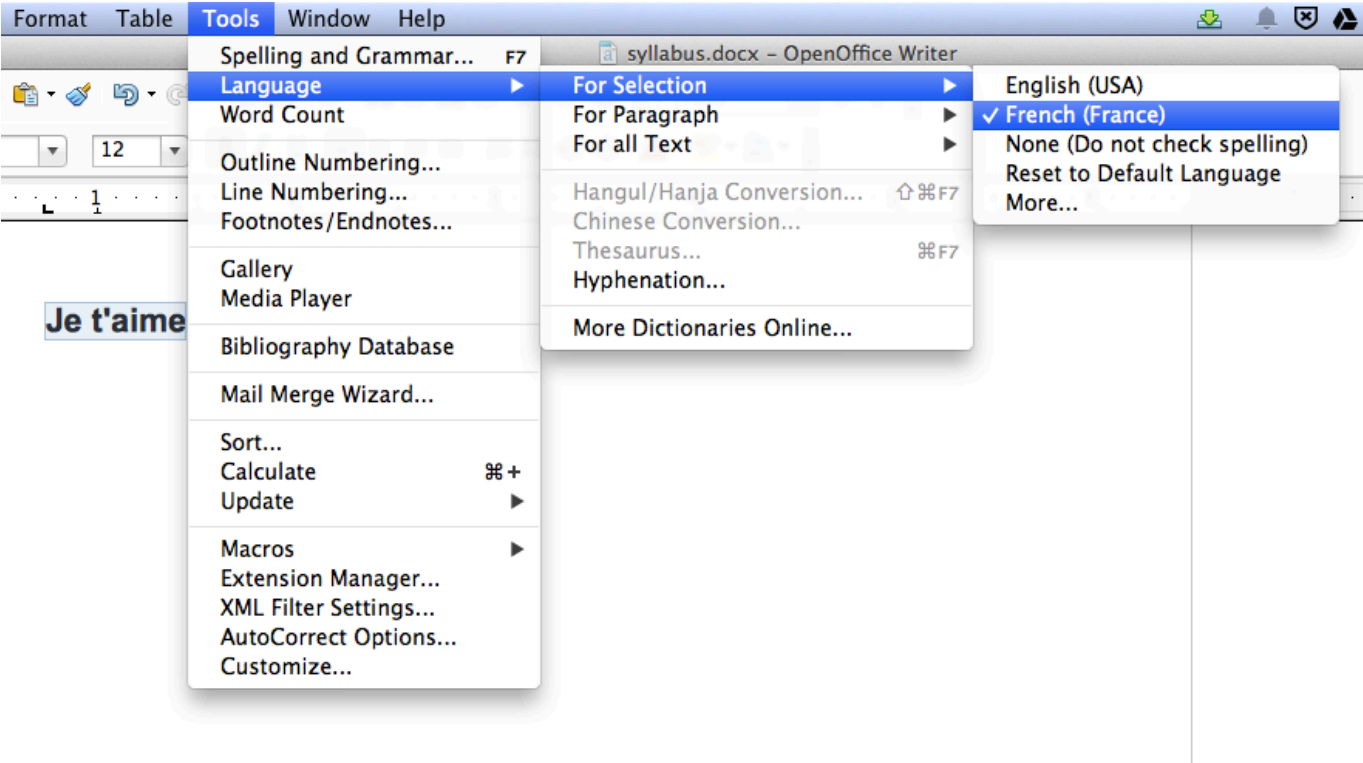 Format Table Tools Window Help
syllabus.docx – OpenOffice Writer
12
1
1
Je t'aime
Spelling and Grammar... F7
Language
Word Count
Outline Numbering...
Line Numbering...
Footnotes/Endnotes...
Gallery
Media Player
Bibliography Database
Mail Merge Wizard...
Sort...
Calculate ⌘+
Update
Macros
Extension Manager...
XML Filter Settings...
AutoCorrect Options...
Customize...
For Selection
For Paragraph
For all Text
Hangul/Hanja Conversion... ⇧⌘F7
Chinese Conversion...
Thesaurus... ⌘F7
Hyphenation...
More Dictionaries Online...
English (USA)
✓ French (France)
None (Do not check spelling)
Reset to Default Language
More...